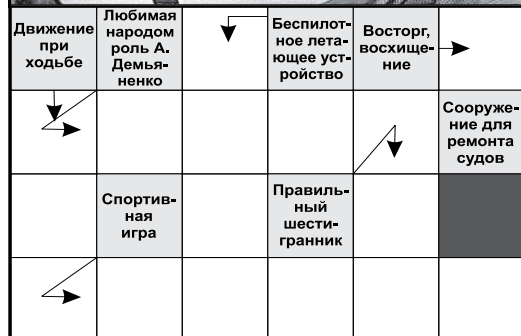 Движение
при
ходьбе
Любимая
народом
роль А.
Демья-
ненко
Беспилот-
ное лета-
ющее уст-
ройство
Восторг,
восхище-
ние
Сооруже-
ние для
ремонта
судов
Спортив-
ная
игра
Правиль-
ный
шести-
гранник